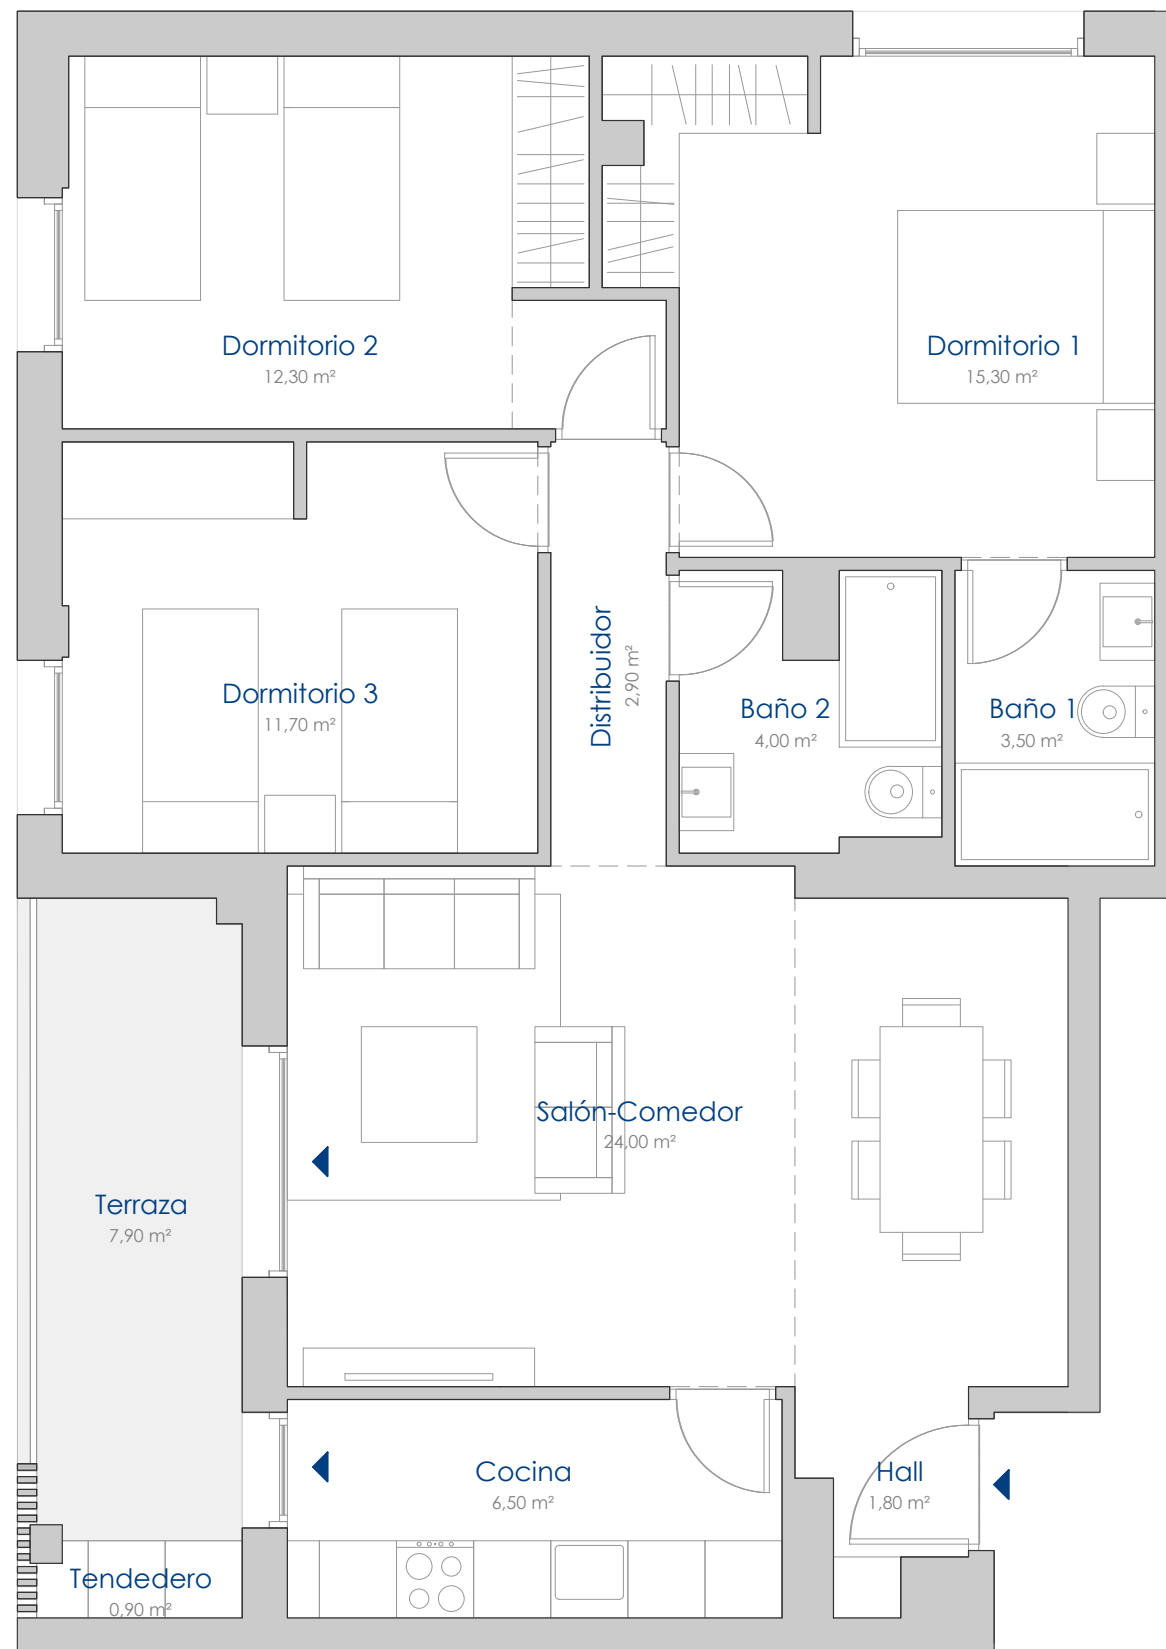 Dormitorio 2
12,30 m²
Dormitorio 1
15,30 m²
Dormitorio 3
11,70 m²
Distribuidor
2,90 m²
Baño 2
4,00 m²
Baño 1
3,50 m²
Salón-Comedor
24,00 m²
Terraza
7,90 m²
Cocina
6,50 m²
Hall
1,80 m²
Tendedero
0,90 m²